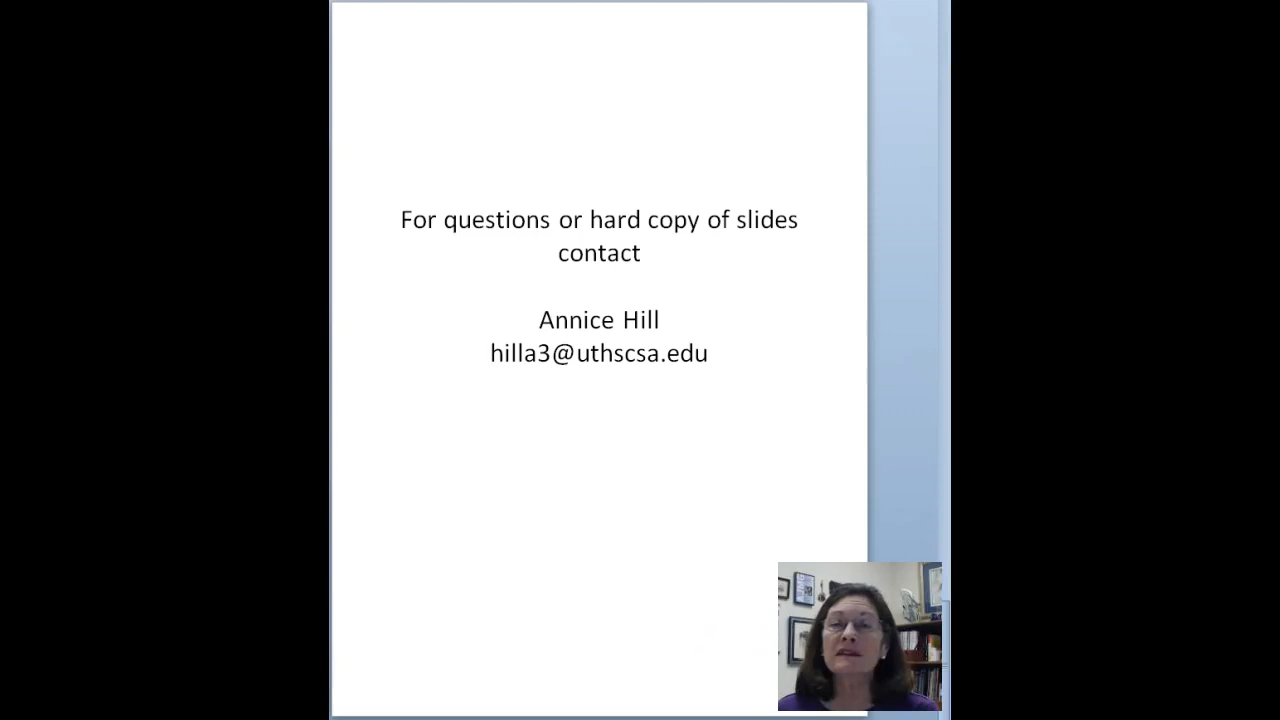 For questions or hard copy of slides
contact
Annice Hill
hilla3@uthscsa.edu